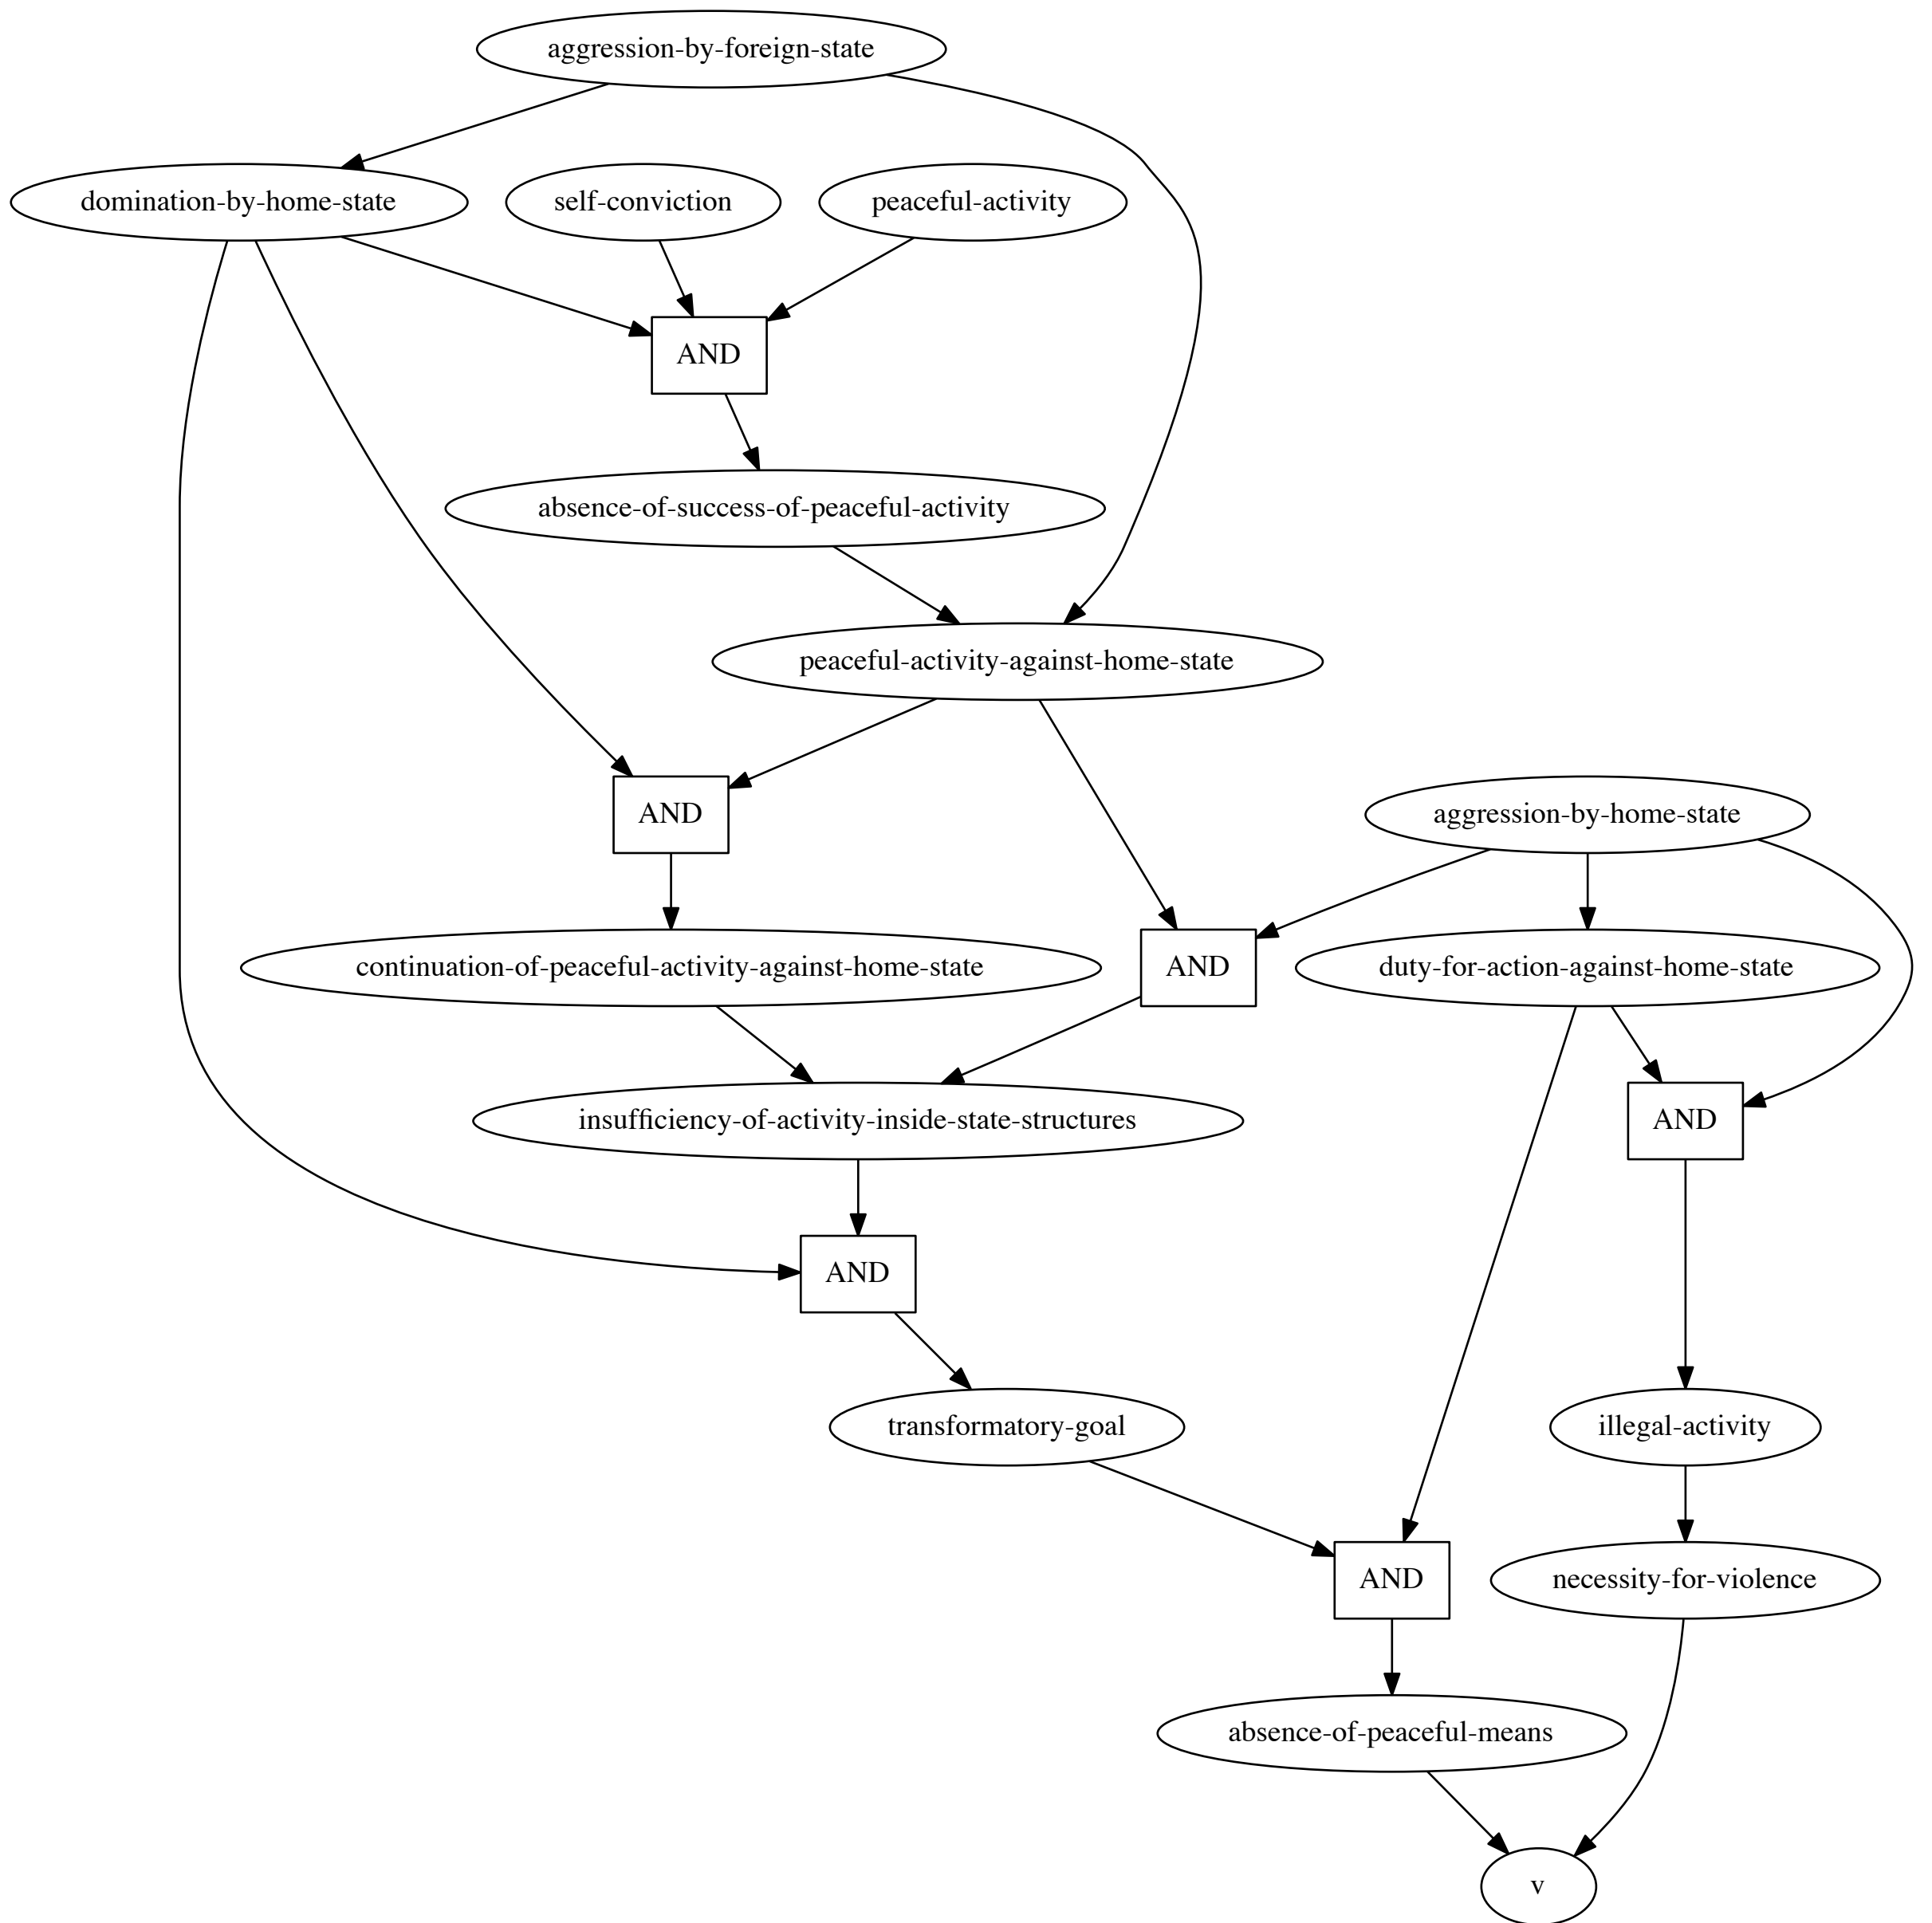 aggression-by-foreign-state
domination-by-home-state
self-conviction
peaceful-activity
AND
absence-of-success-of-peaceful-activity
peaceful-activity-against-home-state
AND
aggression-by-home-state
continuation-of-peaceful-activity-against-home-state
AND
duty-for-action-against-home-state
insufficiency-of-activity-inside-state-structures
AND
AND
transformatory-goal
illegal-activity
AND
necessity-for-violence
absence-of-peaceful-means
v